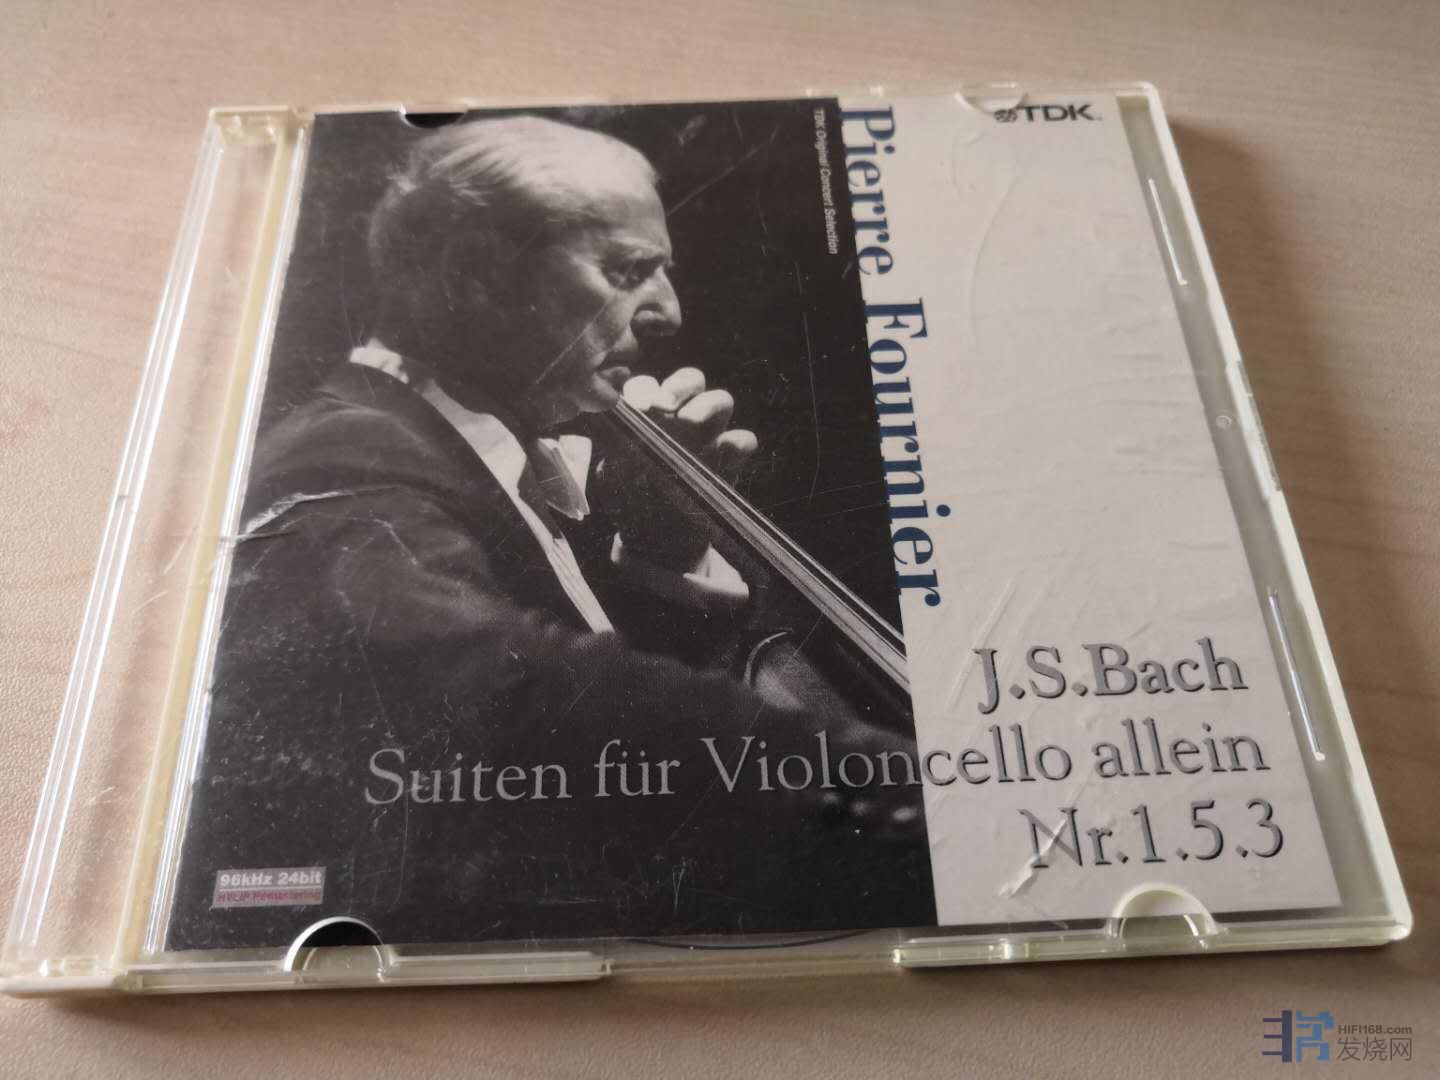 TDK
TDK Original Concert Selection
Pierre Fournier
J.S.Bach
Suiten für Violoncello allein
Nr.1.5.3
96kHz 24bit
Remastering
HIFI168.com
发烧网